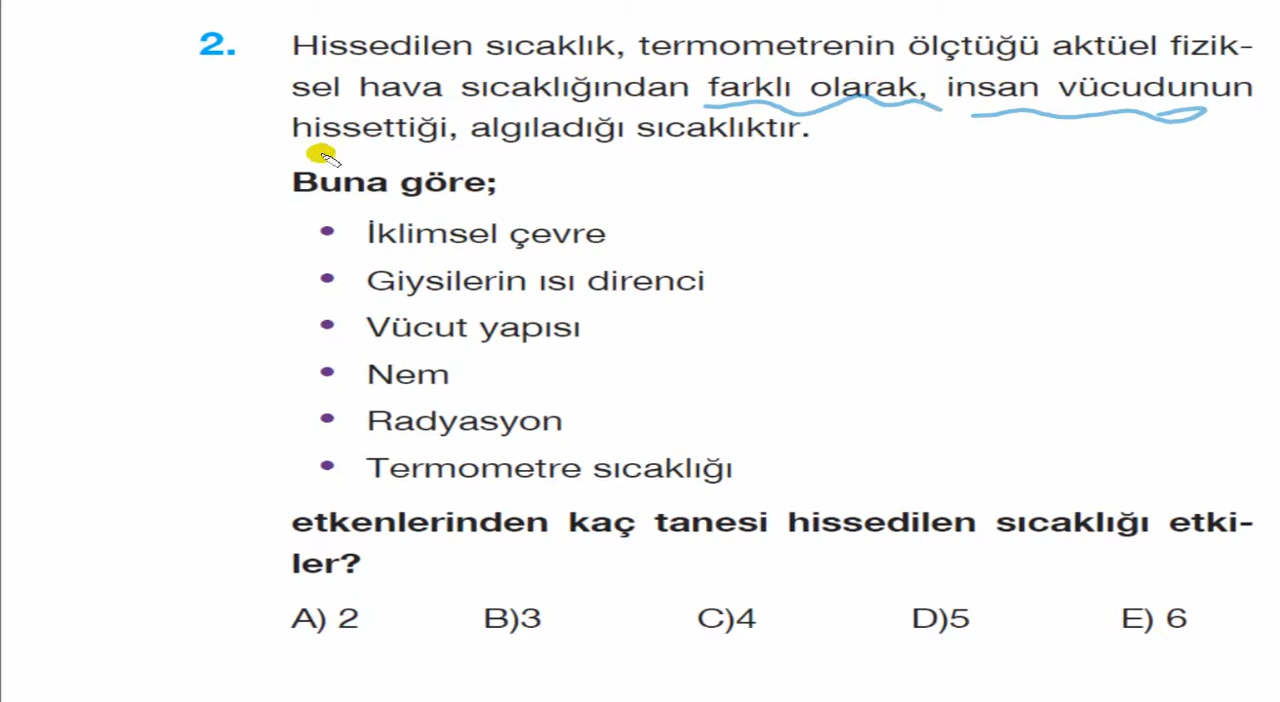 2. Hissedilen sıcaklık, termometrenin ölçtüğü aktüel fizik-
sel hava sıcaklığından farklı olarak, insan vücudunun
hissettiği, algıladığı sıcaklıktır.
Buna göre;
• İklimsel çevre
• Giysilerin ısı direnci
• Vücut yapısı
• Nem
• Radyasyon
• Termometre sıcaklığı
etkenlerinden kaç tanesi hissedilen sıcaklığı etki-
ler?
A) 2 B)3 C)4 D)5 E) 6